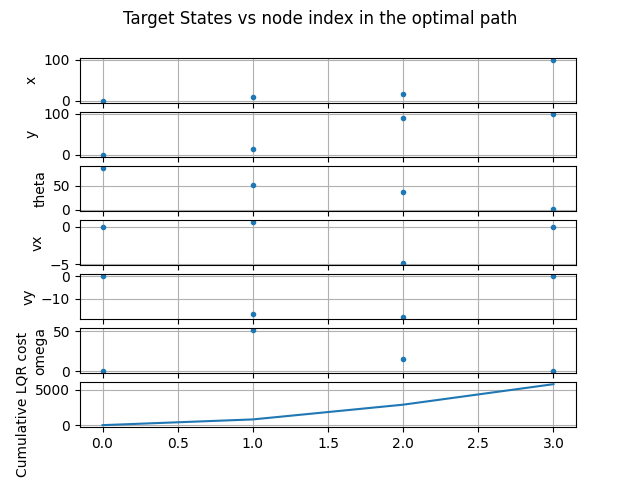 Target States vs node index in the optimal path
100
0
x
100
0
y
50
0
theta
0
−5
vx
0
−10
vy
50
0
omega
5000
0
Cumulative LQR cost
0.0 0.5 1.0 1.5 2.0 2.5 3.0